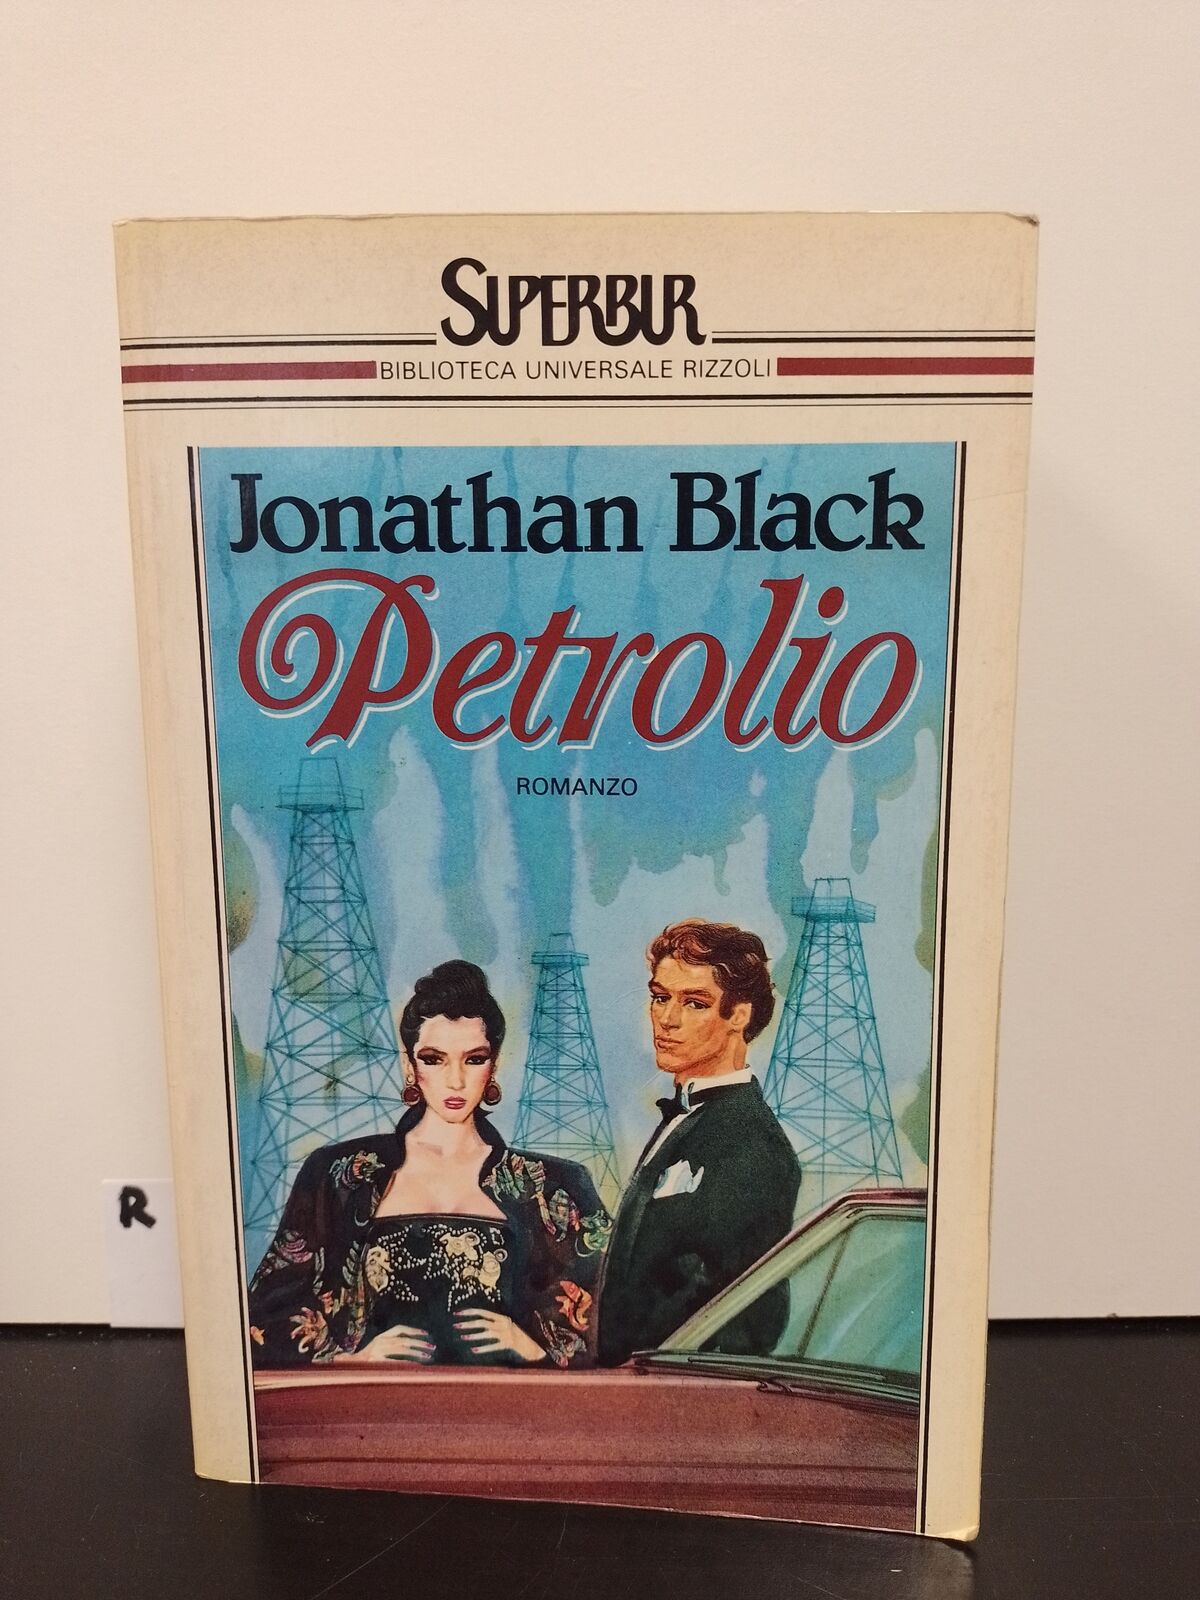 SUPERBUR
BIBLIOTECA UNIVERSALE RIZZOLI
Jonathan Black
Petrolio
ROMANZO
R